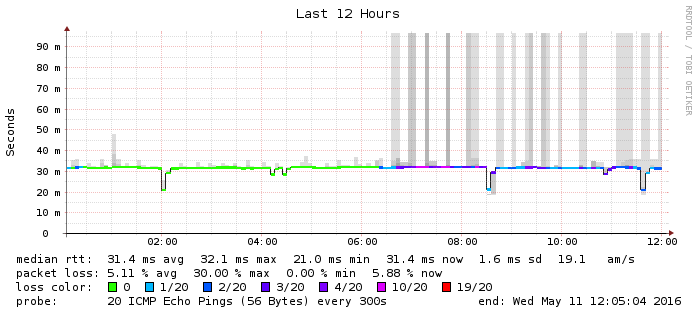 Last 12 Hours
RRDTOOL / TOBI OETIKER
Seconds
90 m
80 m
70 m
60 m
50 m
40 m
30 m
20 m
10 m
0
02:00 04:00 06:00 08:00 10:00 12:00
median rtt: 31.4 ms avg 32.1 ms max 21.0 ms min 31.4 ms now 1.6 ms sd 19.1 am/s
packet loss: 5.11 % avg 30.00 % max 0.00 % min 5.88 % now
loss color: 0 1/20 2/20 3/20 4/20 10/20 19/20
probe: 20 ICMP Echo Pings (56 Bytes) every 300s end: Wed May 11 12:05:04 2016